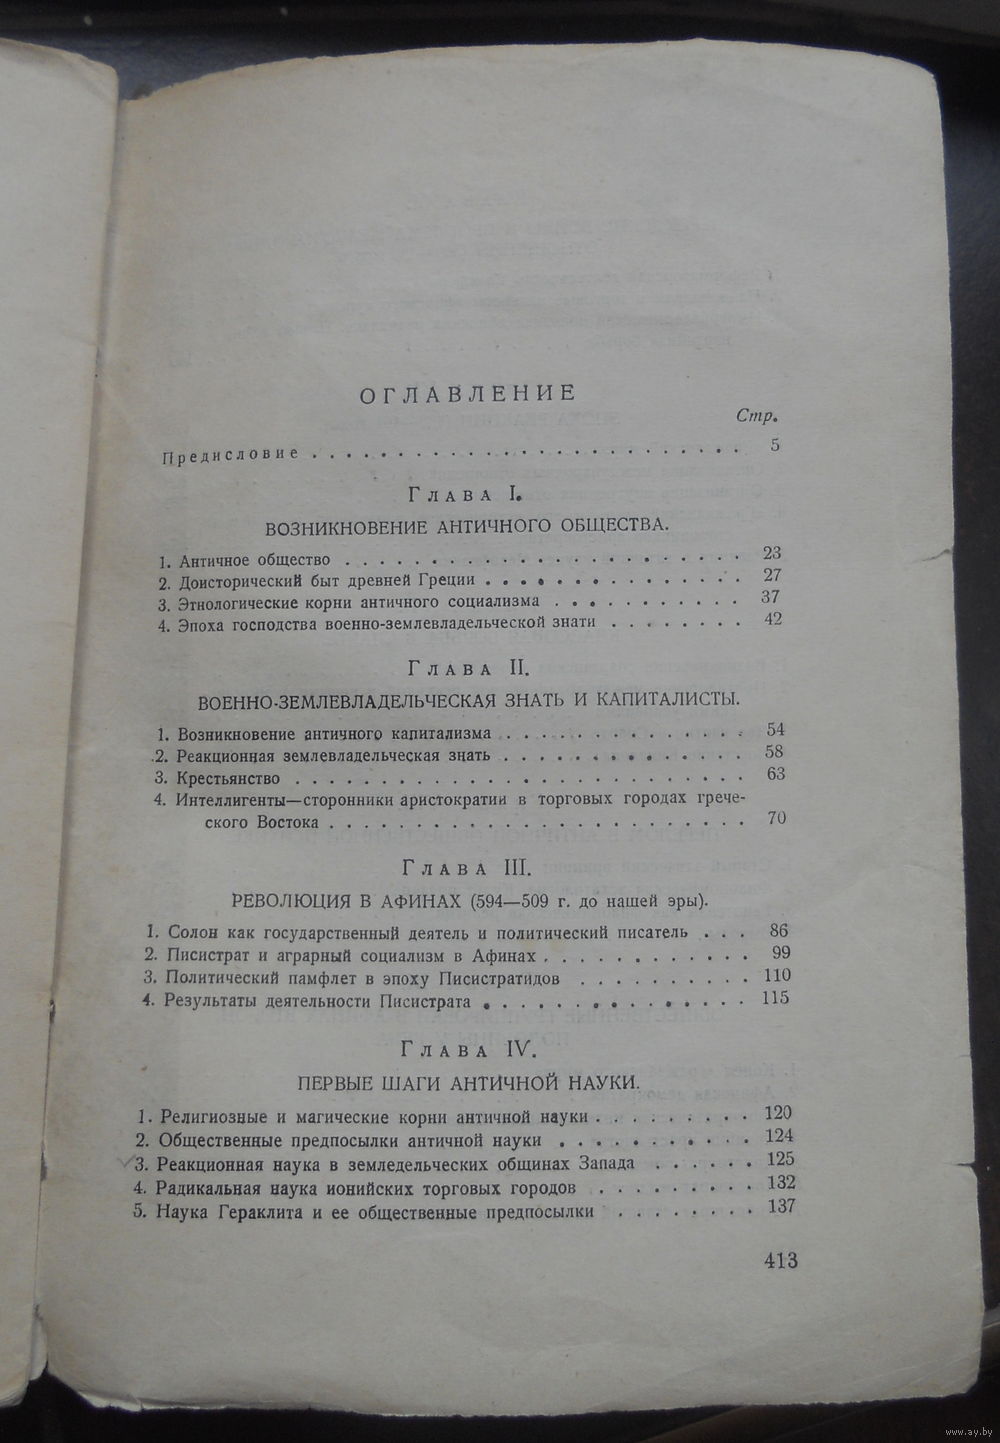 ОГЛАВЛЕНИЕ
Стр.
Предисловие . . . . . . . . . . . . . . . . . . . . . . . . 5
Глава I.
ВОЗНИКНОВЕНИЕ АНТИЧНОГО ОБЩЕСТВА.
1. Античное общество . . . . . . . . . . . . . . . . . . . . . . 23
2. Доисторический быт древней Греции . . . . . . . . . . . . . . 27
3. Этнологические корни античного социализма . . . . . . . . . . . 37
4. Эпоха господства военно-землевладельческой знати . . . . . . . . 42
Глава II.
ВОЕННО-ЗЕМЛЕВЛАДЕЛЬЧЕСКАЯ ЗНАТЬ И КАПИТАЛИСТЫ.
1. Возникновение античного капитализма . . . . . . . . . . . . . . 54
2. Реакционная землевладельческая знать . . . . . . . . . . . . . . 58
3. Крестьянство . . . . . . . . . . . . . . . . . . . . . . . . . 63
4. Интеллигенты—сторонники аристократии в торговых городах грече-
ского Востока . . . . . . . . . . . . . . . . . . . . . . . . 70
Глава III.
РЕВОЛЮЦИЯ В АФИНАХ (594—509 г. до нашей эры).
1. Солон как государственный деятель и политический писатель . . . 86
2. Писистрат и аграрный социализм в Афинах . . . . . . . . . . . . 99
3. Политический памфлет в эпоху Писистратидов . . . . . . . . . . 110
4. Результаты деятельности Писистрата . . . . . . . . . . . . . . . 115
Глава IV.
ПЕРВЫЕ ШАГИ АНТИЧНОЙ НАУКИ.
1. Религиозные и магические корни античной науки . . . . . . . . . 120
2. Общественные предпосылки античной науки . . . . . . . . . . . 124
3. Реакционная наука в земледельческих общинах Запада . . . . . . 125
4. Радикальная наука ионийских торговых городов . . . . . . . . . 132
5. Наука Гераклита и ее общественные предпосылки . . . . . . . . 137
413
www.ay.by